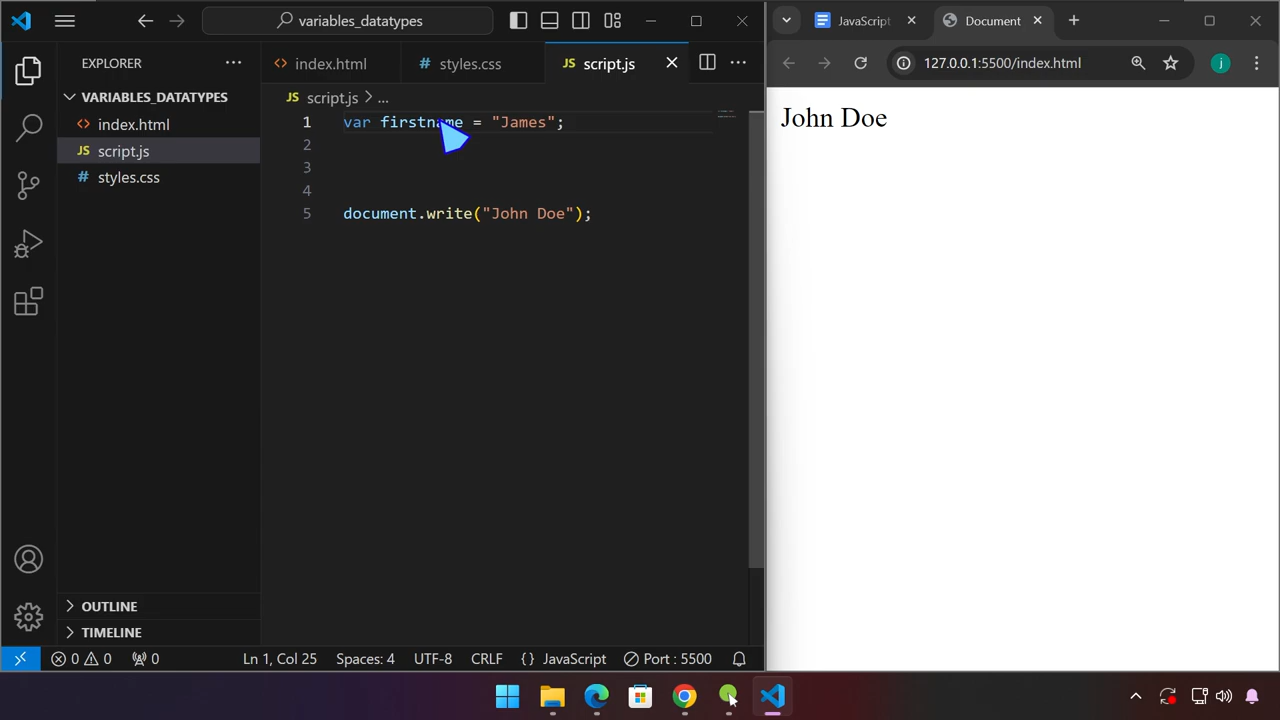 variables_datatypes
EXPLORER
VARIABLES_DATATYPES
index.html
script.js
styles.css
OUTLINE
TIMELINE
index.html
styles.css
JS script.js
JS script.js > ...
1 var firstname = "James";
2
3
4
5 document.write("John Doe");
0 0 0
Ln 1, Col 25 Spaces: 4 UTF-8 CRLF {} JavaScript Port : 5500
JavaScript Document
127.0.0.1:5500/index.html
j
John Doe